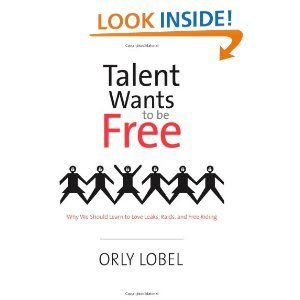 LOOK INSIDE!
Talent
Wants
to be
Free
Why We Should Learn to Love Leaks, Raids, and Free Riding
ORLY LOBEL